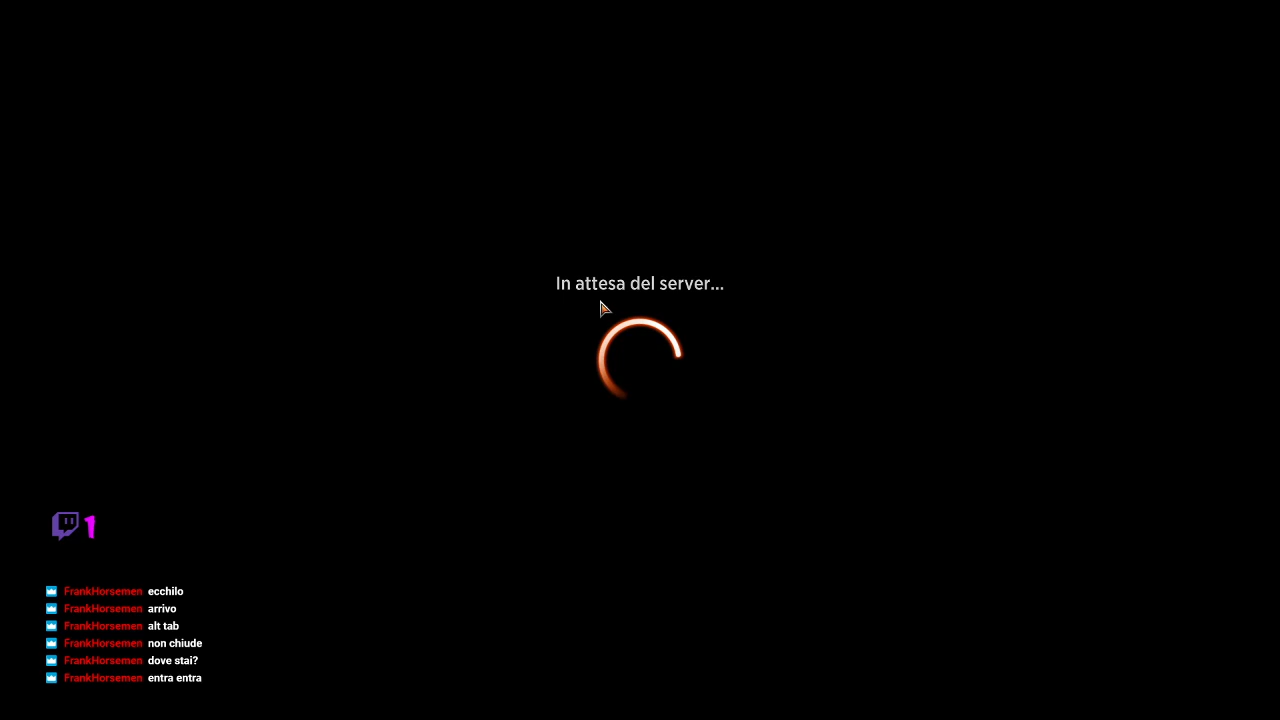 In attesa del server...
1
FrankHorsemen ecchilo
FrankHorsemen arrivo
FrankHorsemen alt tab
FrankHorsemen non chiude
FrankHorsemen dove stai?
FrankHorsemen entra entra